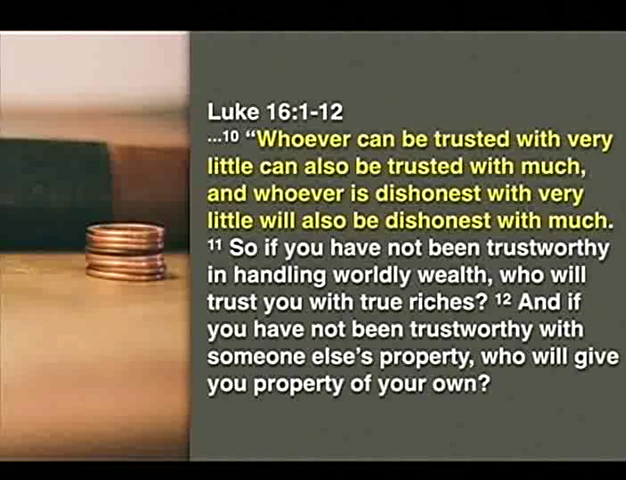 Luke 16:1-12
...10 “Whoever can be trusted with very
little can also be trusted with much,
and whoever is dishonest with very
little will also be dishonest with much.
11 So if you have not been trustworthy
in handling worldly wealth, who will
trust you with true riches? 12 And if
you have not been trustworthy with
someone else’s property, who will give
you property of your own?